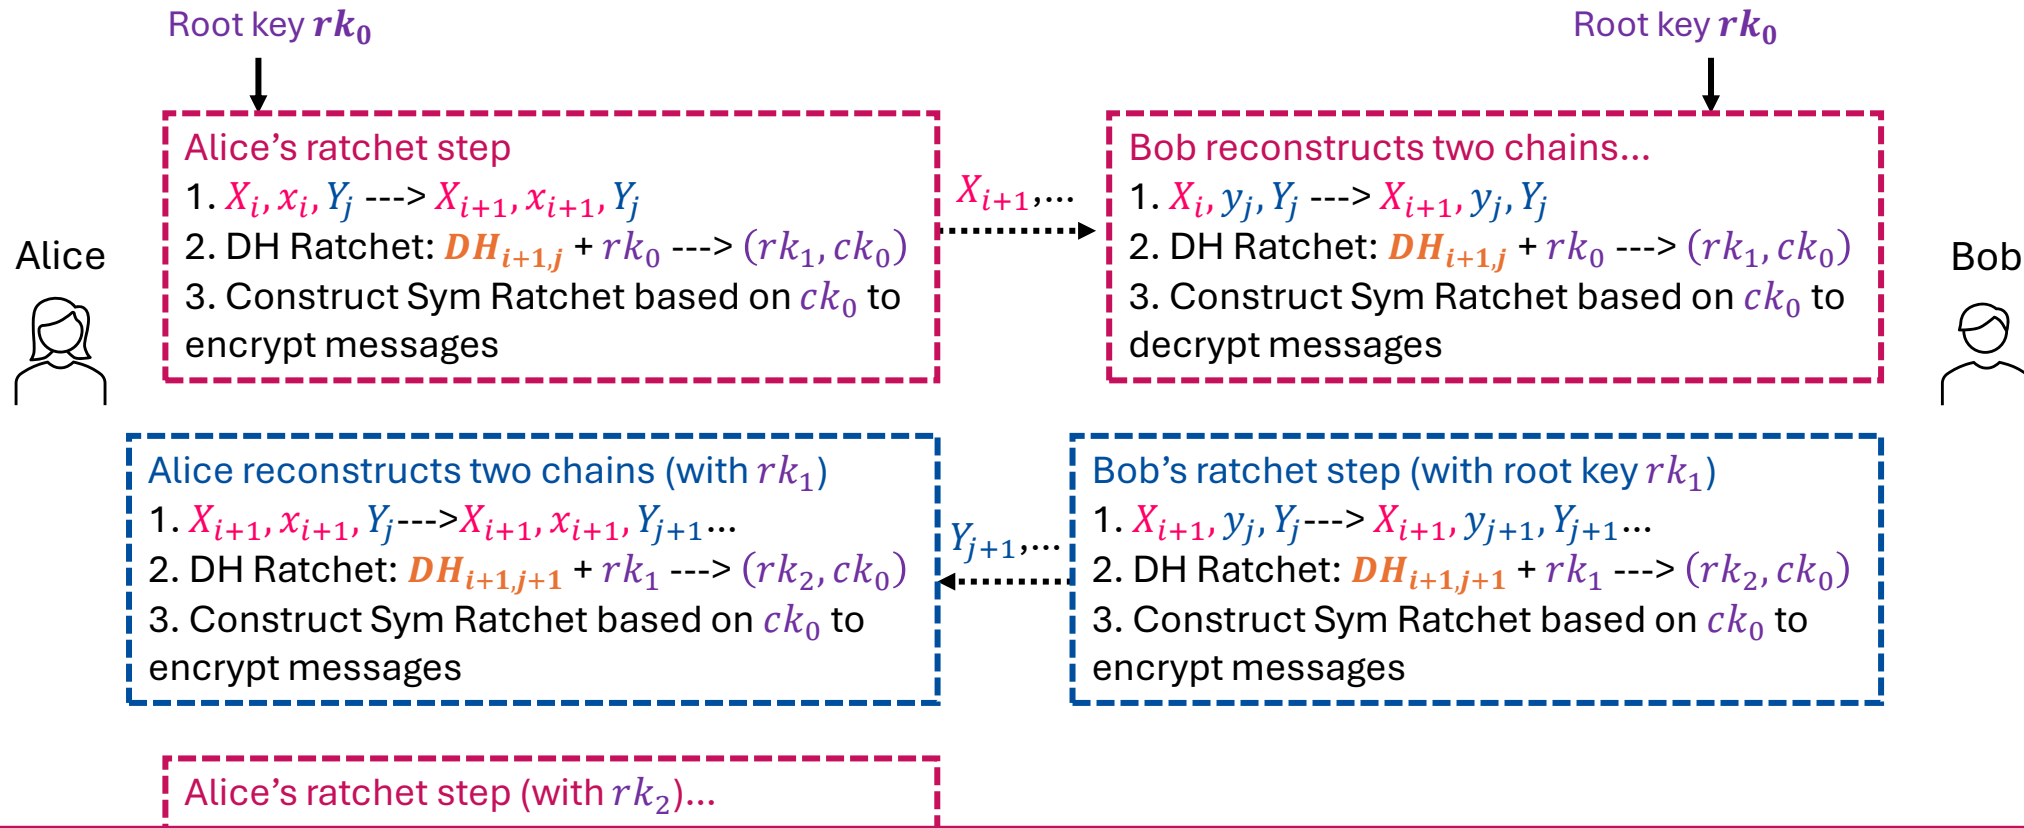 Root key rk₀
Root key rk₀
Alice's ratchet step
1. Xᵢ, xᵢ, Yⱼ ---> Xᵢ₊₁, xᵢ₊₁, Yⱼ
2. DH Ratchet: DHᵢ₊₁,ⱼ + rk₀ ---> (rk₁, ck₀)
3. Construct Sym Ratchet based on ck₀ to
encrypt messages
Xᵢ₊₁,...
Bob reconstructs two chains...
1. Xᵢ, yⱼ, Yⱼ ---> Xᵢ₊₁, yⱼ, Yⱼ
2. DH Ratchet: DHᵢ₊₁,ⱼ + rk₀ ---> (rk₁, ck₀)
3. Construct Sym Ratchet based on ck₀ to
decrypt messages
Alice
Bob
Alice reconstructs two chains (with rk₁)
1. Xᵢ₊₁, xᵢ₊₁, Yⱼ--->Xᵢ₊₁, xᵢ₊₁, Yⱼ₊₁...
2. DH Ratchet: DHᵢ₊₁,ⱼ₊₁ + rk₁ ---> (rk₂, ck₀)
3. Construct Sym Ratchet based on ck₀ to
encrypt messages
Yⱼ₊₁,...
Bob's ratchet step (with root key rk₁)
1. Xᵢ₊₁, yⱼ, Yⱼ---> Xᵢ₊₁, yⱼ₊₁, Yⱼ₊₁...
2. DH Ratchet: DHᵢ₊₁,ⱼ₊₁ + rk₁ ---> (rk₂, ck₀)
3. Construct Sym Ratchet based on ck₀ to
encrypt messages
Alice's ratchet step (with rk₂)...